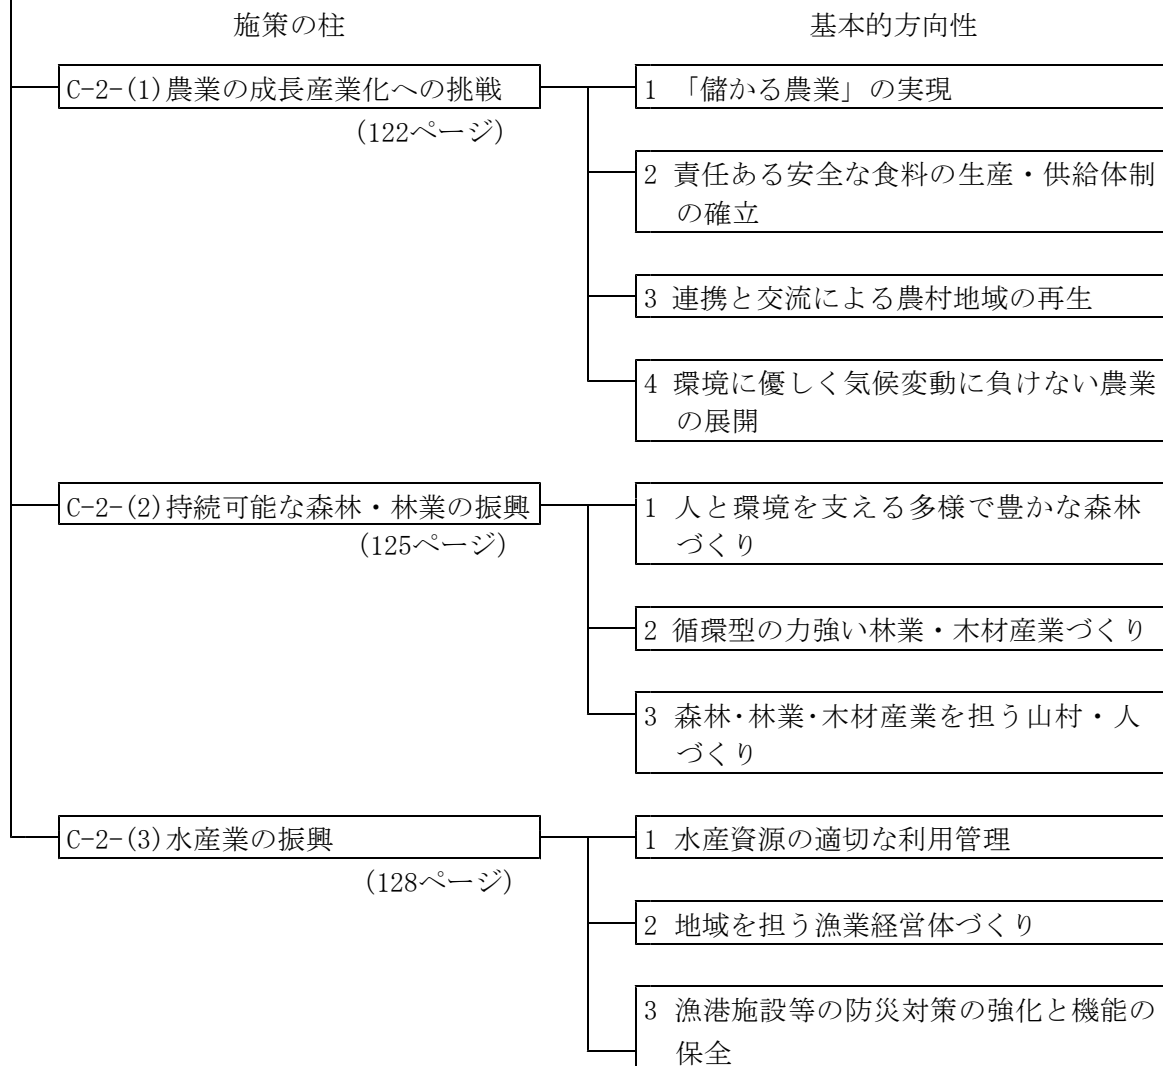 施策の柱
基本的方向性
C-2-(1)農業の成長産業化への挑戦
(122ページ)
1 「儲かる農業」の実現
2 責任ある安全な食料の生産・供給体制
の確立
3 連携と交流による農村地域の再生
4 環境に優しく気候変動に負けない農業
の展開
C-2-(2)持続可能な森林・林業の振興
(125ページ)
1 人と環境を支える多様で豊かな森林
づくり
2 循環型の力強い林業・木材産業づくり
3 森林・林業・木材産業を担う山村・人
づくり
C-2-(3)水産業の振興
(128ページ)
1 水産資源の適切な利用管理
2 地域を担う漁業経営体づくり
3 漁港施設等の防災対策の強化と機能の
保全